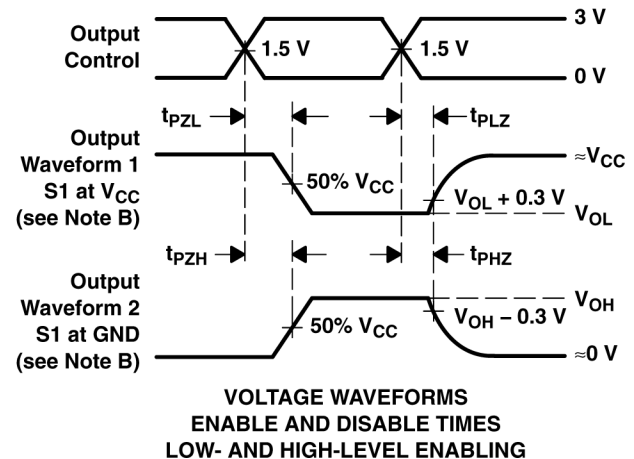 Output
Control
1.5 V
1.5 V
3 V
0 V
tPZL
tPLZ
Output
Waveform 1
S1 at VCC
(see Note B)
50% VCC
VOL + 0.3 V
≈VCC
VOL
tPZH
tPHZ
Output
Waveform 2
S1 at GND
(see Note B)
50% VCC
VOH − 0.3 V
VOH
≈0 V
VOLTAGE WAVEFORMS
ENABLE AND DISABLE TIMES
LOW- AND HIGH-LEVEL ENABLING